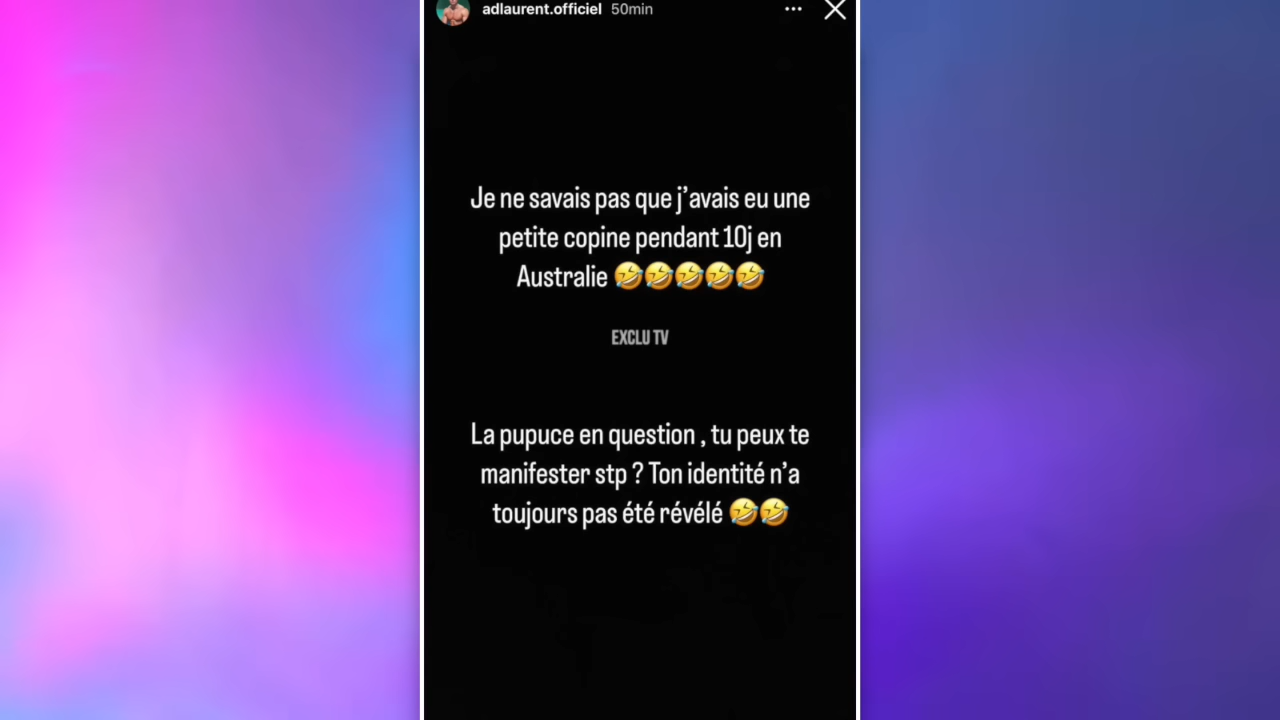 adlaurent.officiel 50min
Je ne savais pas que j’avais eu une
petite copine pendant 10j en
Australie 🤣🤣🤣🤣🤣
EXCLU TV
La pupuce en question , tu peux te
manifester stp ? Ton identité n’a
toujours pas été révélé 🤣🤣